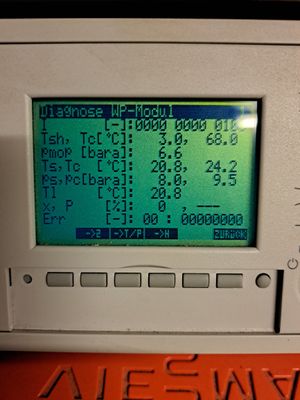 Diagnose WP-Modul
I [-]:0000 0000 010
Tsh, Tc[°C]: 3.0, 68.0
pmop [bara]: 6.6
Ts,Tc [°C]: 20.8, 24.2
ps,pc[bara]: 8.0, 9.5
Tl [°C]: 20.8
x, P [%]: 0 , ---
Err [-]: 00 : 00000000
->2 ->T/P ->H ZURÜCK
VIESMA